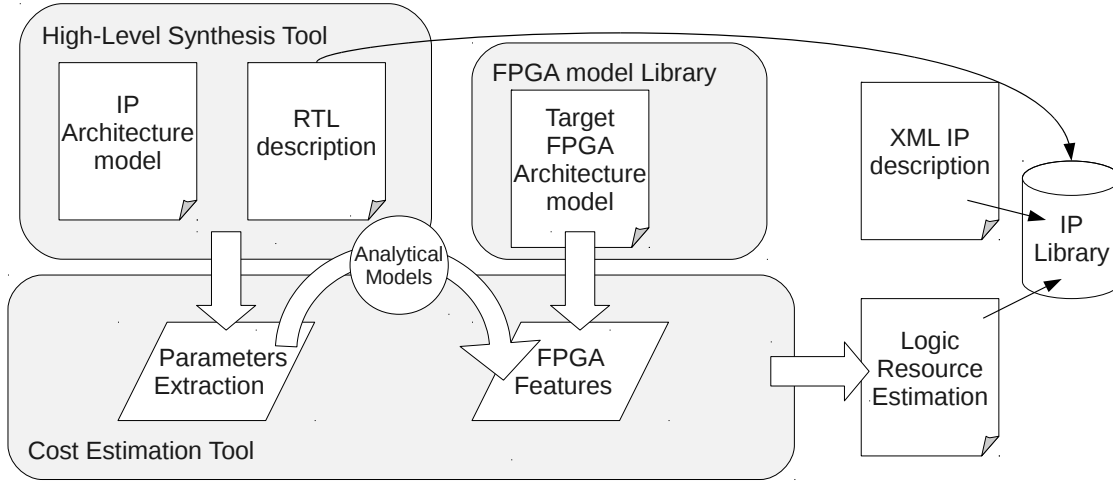 High-Level Synthesis Tool
IP
Architecture
model
RTL
description
FPGA model Library
Target
FPGA
Architecture
model
XML IP
description
IP
Library
Analytical
Models
Parameters
Extraction
FPGA
Features
Logic
Resource
Estimation
Cost Estimation Tool